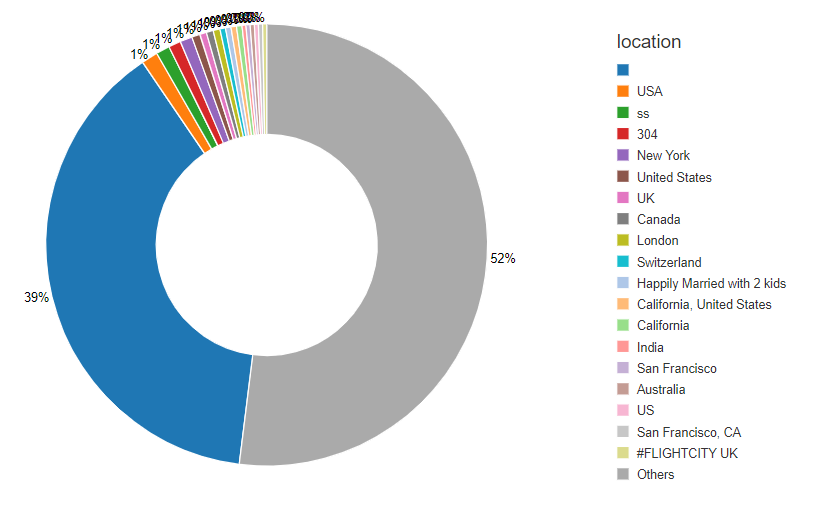 location
USA
ss
304
New York
United States
UK
Canada
London
Switzerland
Happily Married with 2 kids
California, United States
California
India
San Francisco
Australia
US
San Francisco, CA
#FLIGHTCITY UK
Others
1%
1%
1%
1%
39%
52%